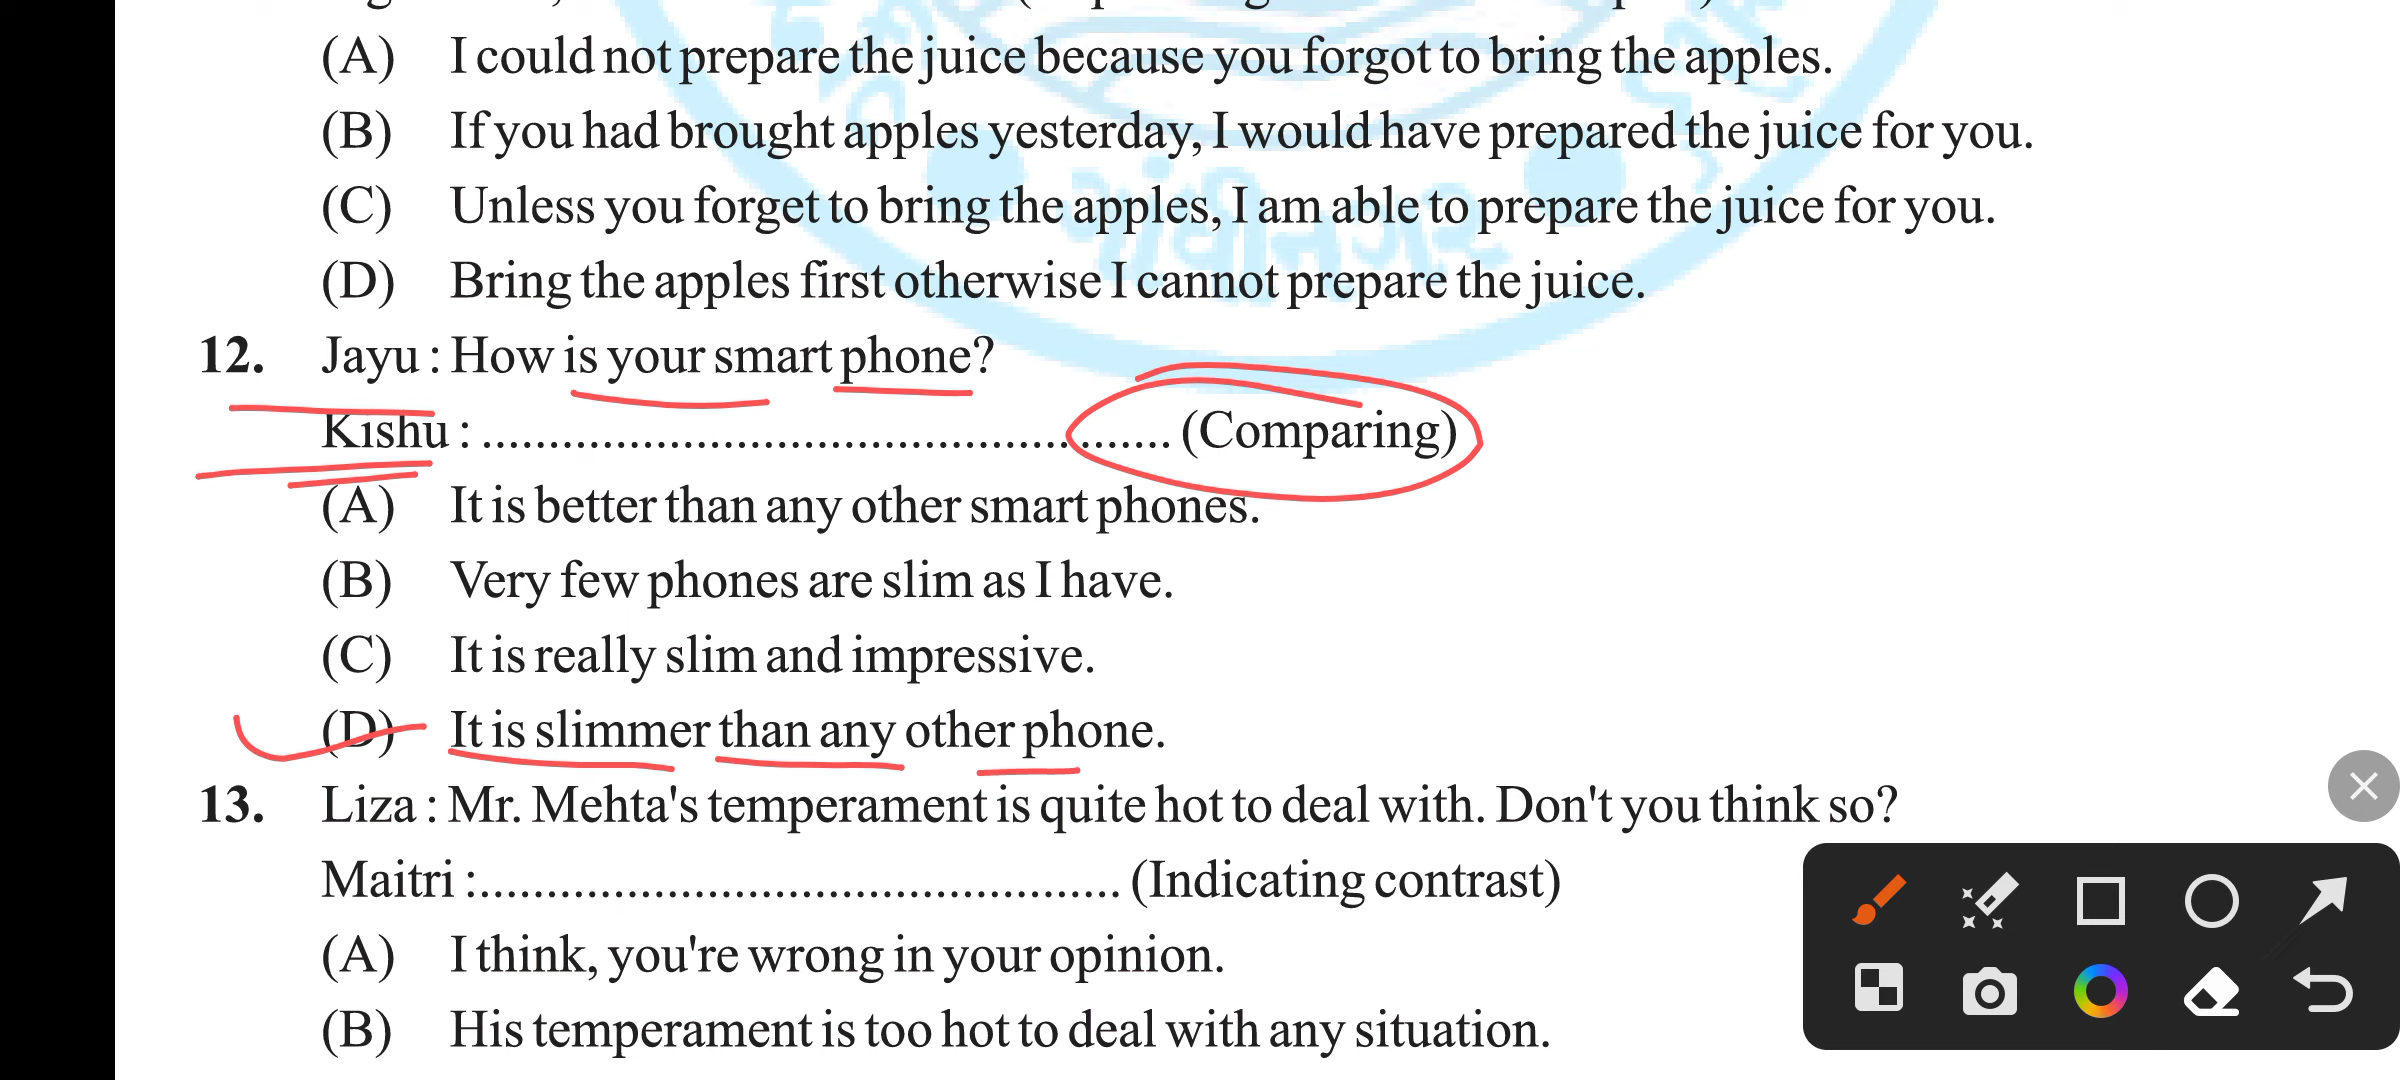 (A) I could not prepare the juice because you forgot to bring the apples.
(B) If you had brought apples yesterday, I would have prepared the juice for you.
(C) Unless you forget to bring the apples, I am able to prepare the juice for you.
(D) Bring the apples first otherwise I cannot prepare the juice.
ગાંધીનગર
12. Jayu : How is your smart phone?
Kishu : .................................................... (Comparing)
(A) It is better than any other smart phones.
(B) Very few phones are slim as I have.
(C) It is really slim and impressive.
(D) It is slimmer than any other phone.
13. Liza : Mr. Mehta's temperament is quite hot to deal with. Don't you think so?
Maitri :................................................ (Indicating contrast)
(A) I think, you're wrong in your opinion.
(B) His temperament is too hot to deal with any situation.